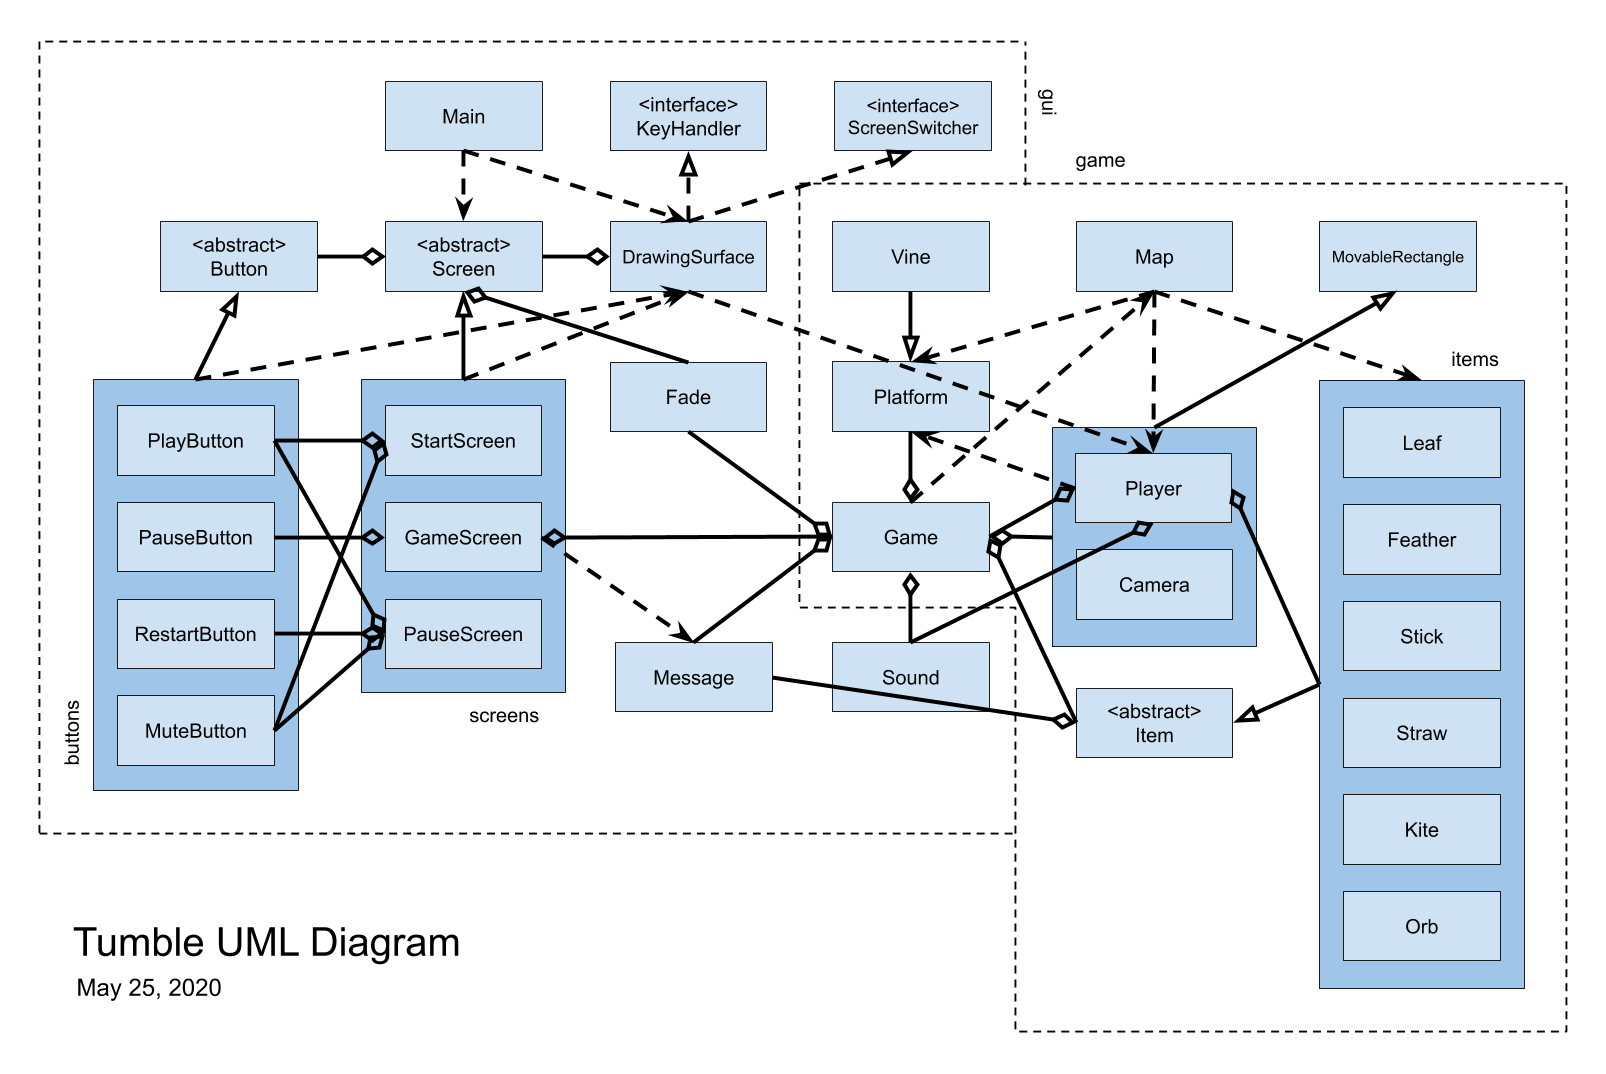 gui
Main
<interface>
KeyHandler
<interface>
ScreenSwitcher
game
<abstract>
Button
<abstract>
Screen
DrawingSurface
Vine
Map
MovableRectangle
Fade
Platform
items
PlayButton
StartScreen
PauseButton
GameScreen
RestartButton
PauseScreen
MuteButton
buttons
screens
Game
Player
Camera
Message
Sound
<abstract>
Item
Leaf
Feather
Stick
Straw
Kite
Orb
Tumble UML Diagram
May 25, 2020